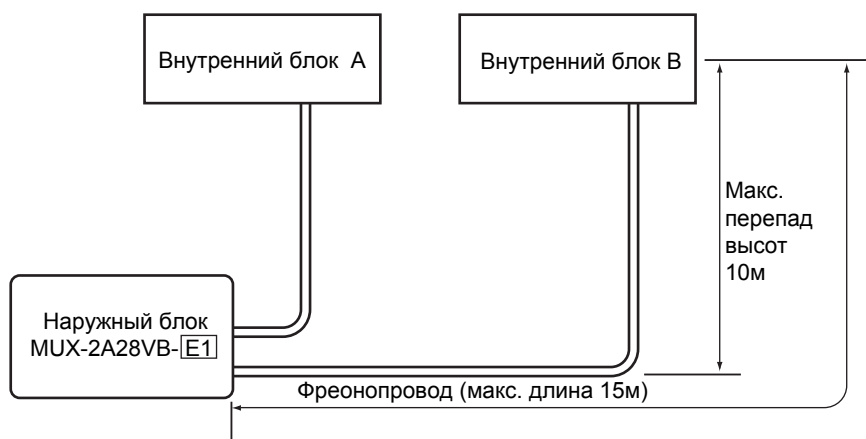 Внутренний блок А
Внутренний блок В
Макс.
перепад
высот
10м
Наружный блок
MUX-2A28VB-E1
Фреонопровод (макс. длина 15м)